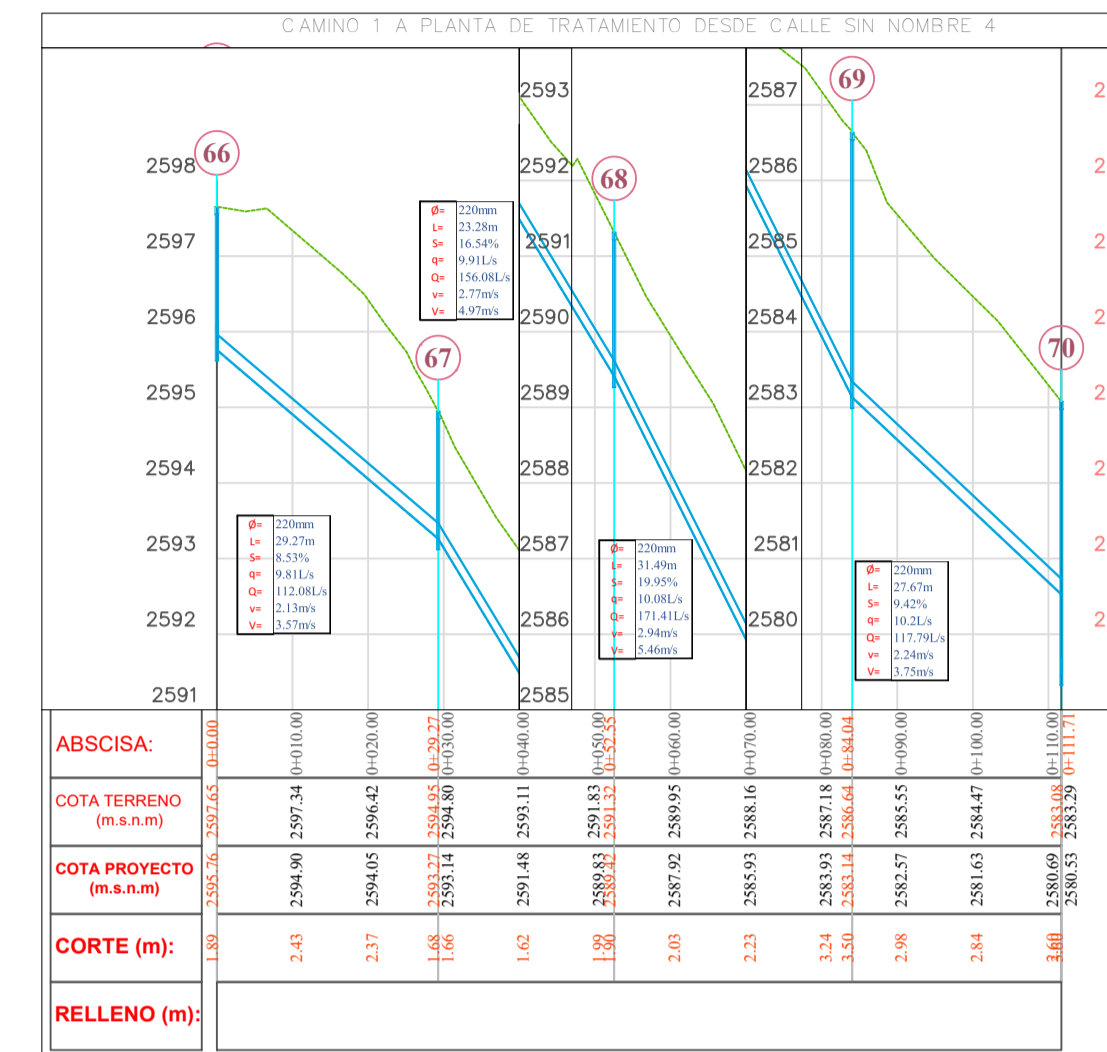 CAMINO 1 A PLANTA DE TRATAMIENTO DESDE CALLE SIN NOMBRE 4
66
67
68
69
70
2598
2597
2596
2595
2594
2593
2592
2591
2593
2592
2591
2590
2589
2588
2587
2586
2585
2587
2586
2585
2584
2583
2582
2581
2580
2
2
2
2
2
2
2
2
Ø= 220mm
L= 29.27m
S= 8.53%
q= 9.81L/s
Q= 112.08L/s
v= 2.13m/s
V= 3.57m/s
Ø= 220mm
L= 23.28m
S= 16.54%
q= 9.91L/s
Q= 156.08L/s
v= 2.77m/s
V= 4.97m/s
Ø= 220mm
L= 31.49m
S= 19.95%
q= 10.08L/s
Q= 171.41L/s
v= 2.94m/s
V= 5.46m/s
Ø= 220mm
L= 27.67m
S= 9.42%
q= 10.2L/s
Q= 117.79L/s
v= 2.24m/s
V= 3.75m/s
ABSCISA: 0+0.00 0+010.00 0+020.00 0+29.27 0+030.00 0+040.00 0+050.00 0+52.55 0+060.00 0+070.00 0+080.00 0+84.04 0+090.00 0+100.00 0+110.00 0+111.71
COTA TERRENO
(m.s.n.m) 2597.65 2597.34 2596.42 2594.95 2594.80 2593.11 2591.83 2591.32 2589.95 2588.16 2587.18 2586.64 2585.55 2584.47 2583.08 2583.29
COTA PROYECTO
(m.s.n.m) 2595.76 2594.90 2594.05 2593.27 2593.14 2591.48 2589.83 2589.42 2587.92 2585.93 2583.93 2583.14 2582.57 2581.63 2580.69 2580.53
CORTE (m): 1.89 2.43 2.37 1.68 1.66 1.62 1.99 1.90 2.03 2.23 3.24 3.50 2.98 2.84
RELLENO (m):